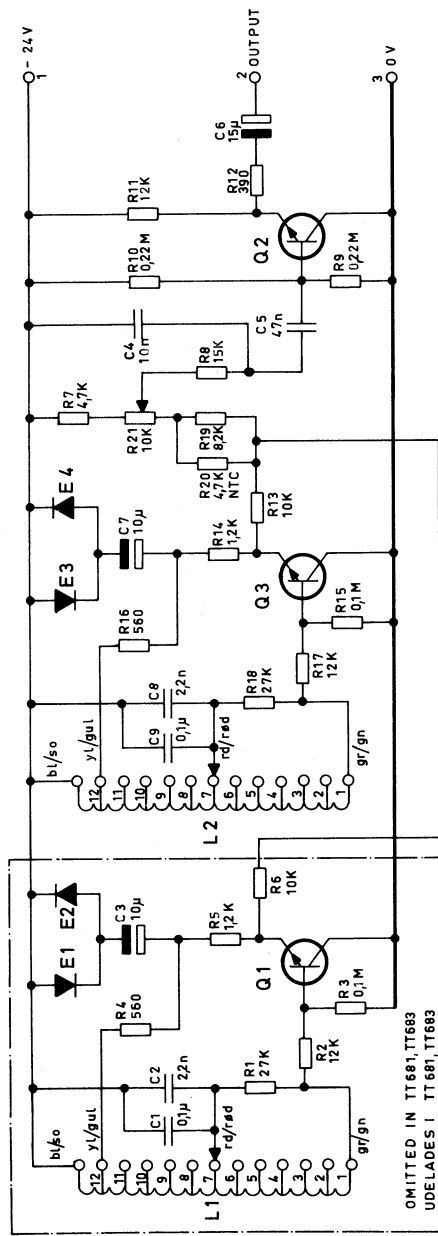 - 24V
1
OUTPUT
2
0 V
3
C6
15µ
R12
390
R11
12K
R10
0,22M
Q2
R9
0,22M
C5
47n
C4
10n
R8
15K
R7
4,7K
R21
10K
R19
8,2K
R20
4,7K
NTC
R13
10K
E4
E3
C7
10µ
R14
1,2K
Q3
R16
560
R15
0,1M
R17
12K
R18
27K
C8
2,2n
C9
0,1µ
bl/so
yl/gul
rd/rød
gr/gn
12
11
10
9
8
7
6
5
4
3
2
1
L2
R6
10K
E2
E1
C3
10µ
R5
1,2K
Q1
R4
560
R3
0,1M
R2
12K
R1
27K
C2
2,2n
C1
0,1µ
bl/so
yl/gul
rd/rød
gr/gn
12
11
10
9
8
7
6
5
4
3
2
1
L1
OMITTED IN TT681,TT683
UDELADES I TT681,TT683